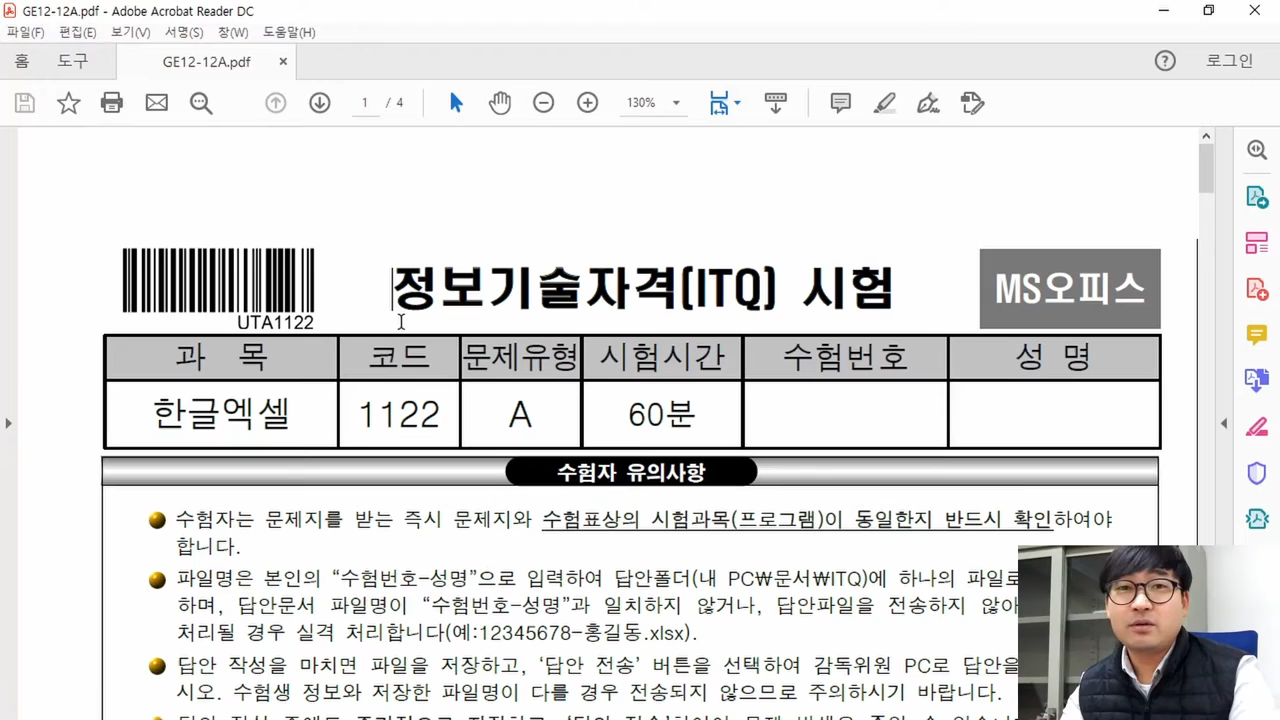 GE12-12A.pdf - Adobe Acrobat Reader DC
파일(F) 편집(E) 보기(V) 서명(S) 창(W) 도움말(H)
홈 도구 GE12-12A.pdf × 로그인
1 / 4 130%
정보기술자격(ITQ) 시험
MS오피스
UTA1122
과 목 코드 문제유형 시험시간 수험번호 성 명
한글엑셀 1122 A 60분
수험자 유의사항
수험자는 문제지를 받는 즉시 문제지와 수험표상의 시험과목(프로그램)이 동일한지 반드시 확인하여야
합니다.
파일명은 본인의 “수험번호-성명”으로 입력하여 답안폴더(내 PC₩문서₩ITQ)에 하나의 파일로
하며, 답안문서 파일명이 “수험번호-성명”과 일치하지 않거나, 답안파일을 전송하지 않아
처리될 경우 실격 처리합니다(예:12345678-홍길동.xlsx).
답안 작성을 마치면 파일을 저장하고, ‘답안 전송’ 버튼을 선택하여 감독위원 PC로 답안을
시오. 수험생 정보와 저장한 파일명이 다를 경우 전송되지 않으므로 주의하시기 바랍니다.